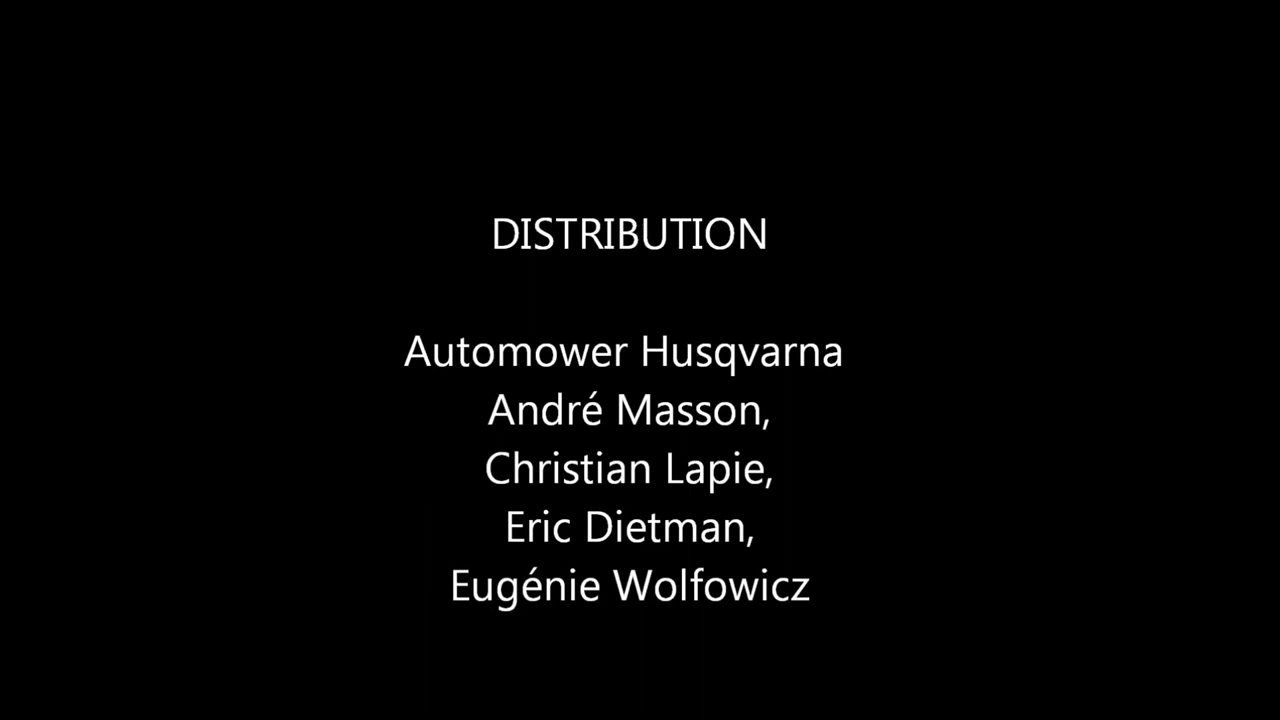 DISTRIBUTION
Automower Husqvarna
André Masson,
Christian Lapie,
Eric Dietman,
Eugénie Wolfowicz